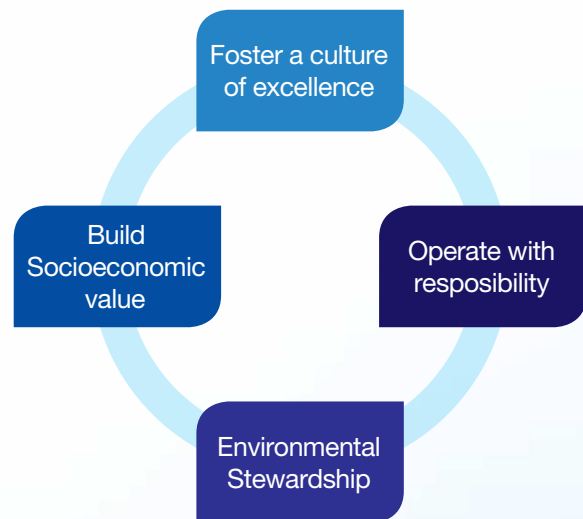 Foster a culture
of excellence
Build
Socioeconomic
value
Operate with
resposibility
Environmental
Stewardship